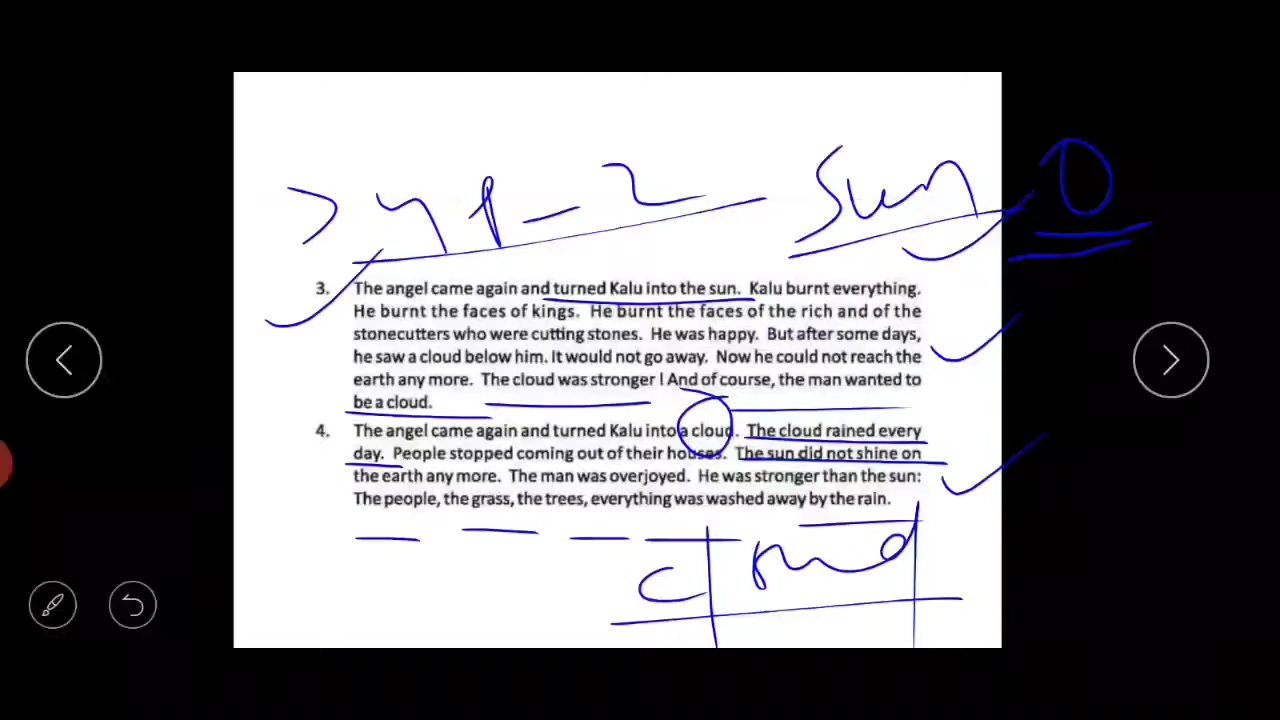 Sun
3. The angel came again and turned Kalu into the sun. Kalu burnt everything.
He burnt the faces of kings. He burnt the faces of the rich and of the
stonecutters who were cutting stones. He was happy. But after some days,
he saw a cloud below him. It would not go away. Now he could not reach the
earth any more. The cloud was stronger ! And of course, the man wanted to
be a cloud.
4. The angel came again and turned Kalu into a cloud. The cloud rained every
day. People stopped coming out of their houses. The sun did not shine on
the earth any more. The man was overjoyed. He was stronger than the sun:
The people, the grass, the trees, everything was washed away by the rain.